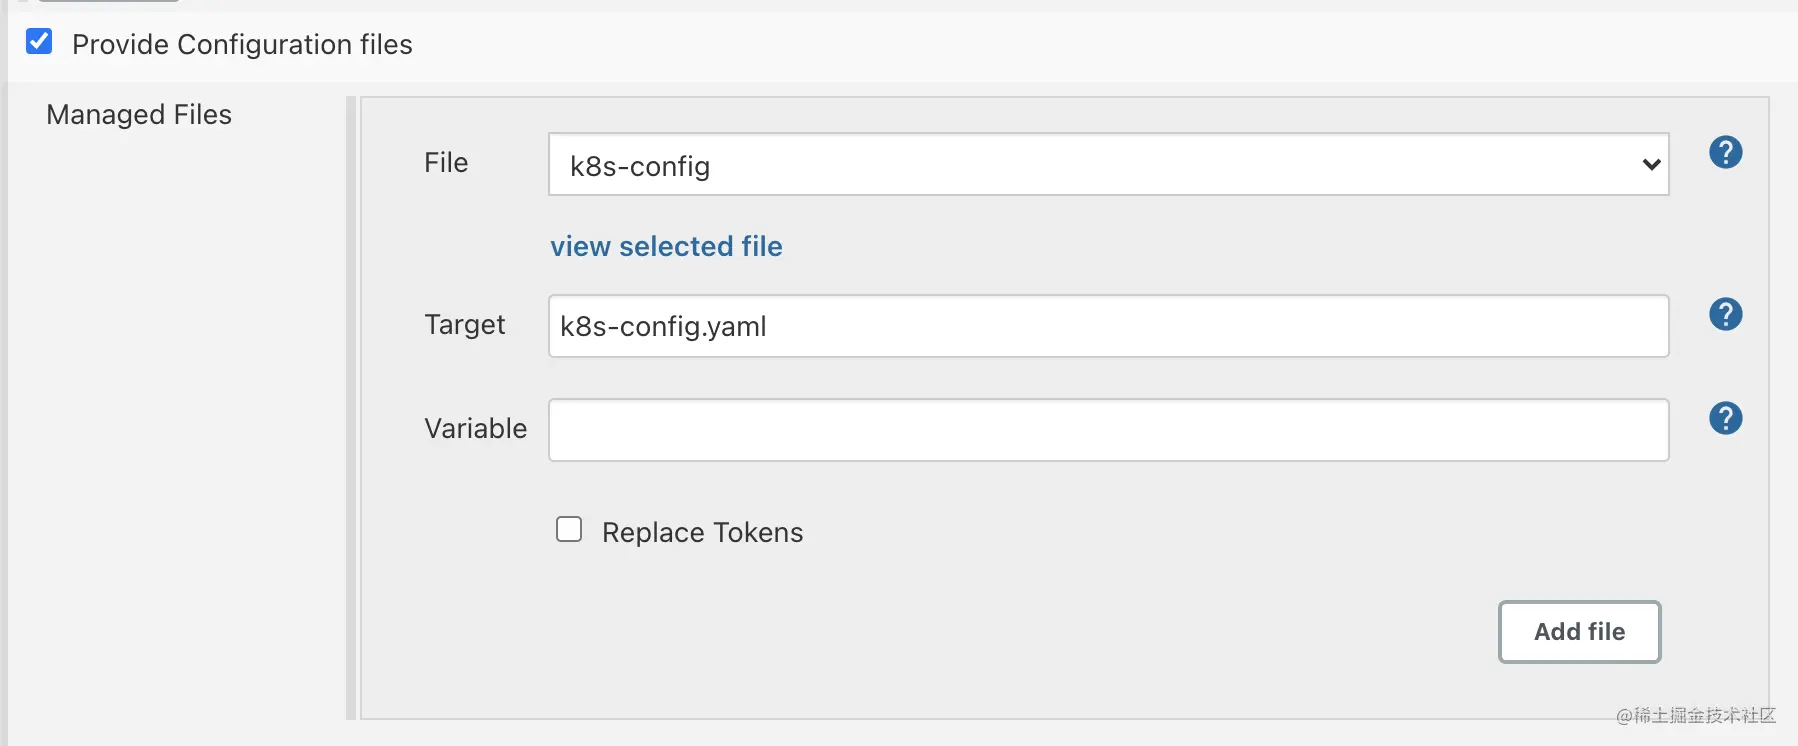 Provide Configuration files
Managed Files
File
k8s-config
?
view selected file
Target
k8s-config.yaml
?
Variable
?
Replace Tokens
Add file
@稀土掘金技术社区